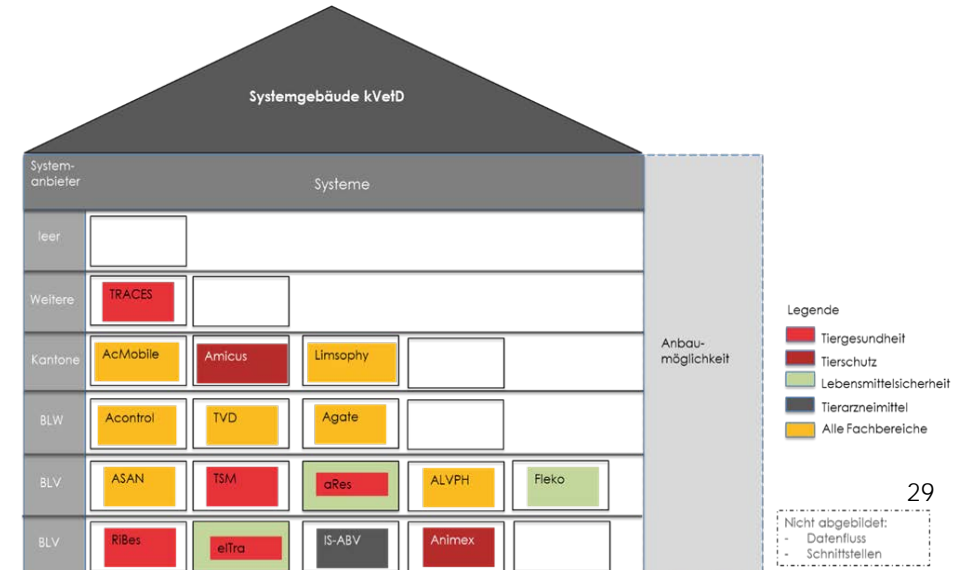 Systemgebäude kVetD
System-
anbieter
Systeme
leer
Weitere
TRACES
Kantone
AcMobile
Amicus
Limsophy
BLW
Acontrol
TVD
Agate
BLV
ASAN
TSM
aRes
ALVPH
Fleko
BLV
RiBes
elTra
IS-ABV
Animex
Anbau-
möglichkeit
Legende
Tiergesundheit
Tierschutz
Lebensmittelsicherheit
Tierarzneimittel
Alle Fachbereiche
29
Nicht abgebildet:
- Datenfluss
- Schnittstellen